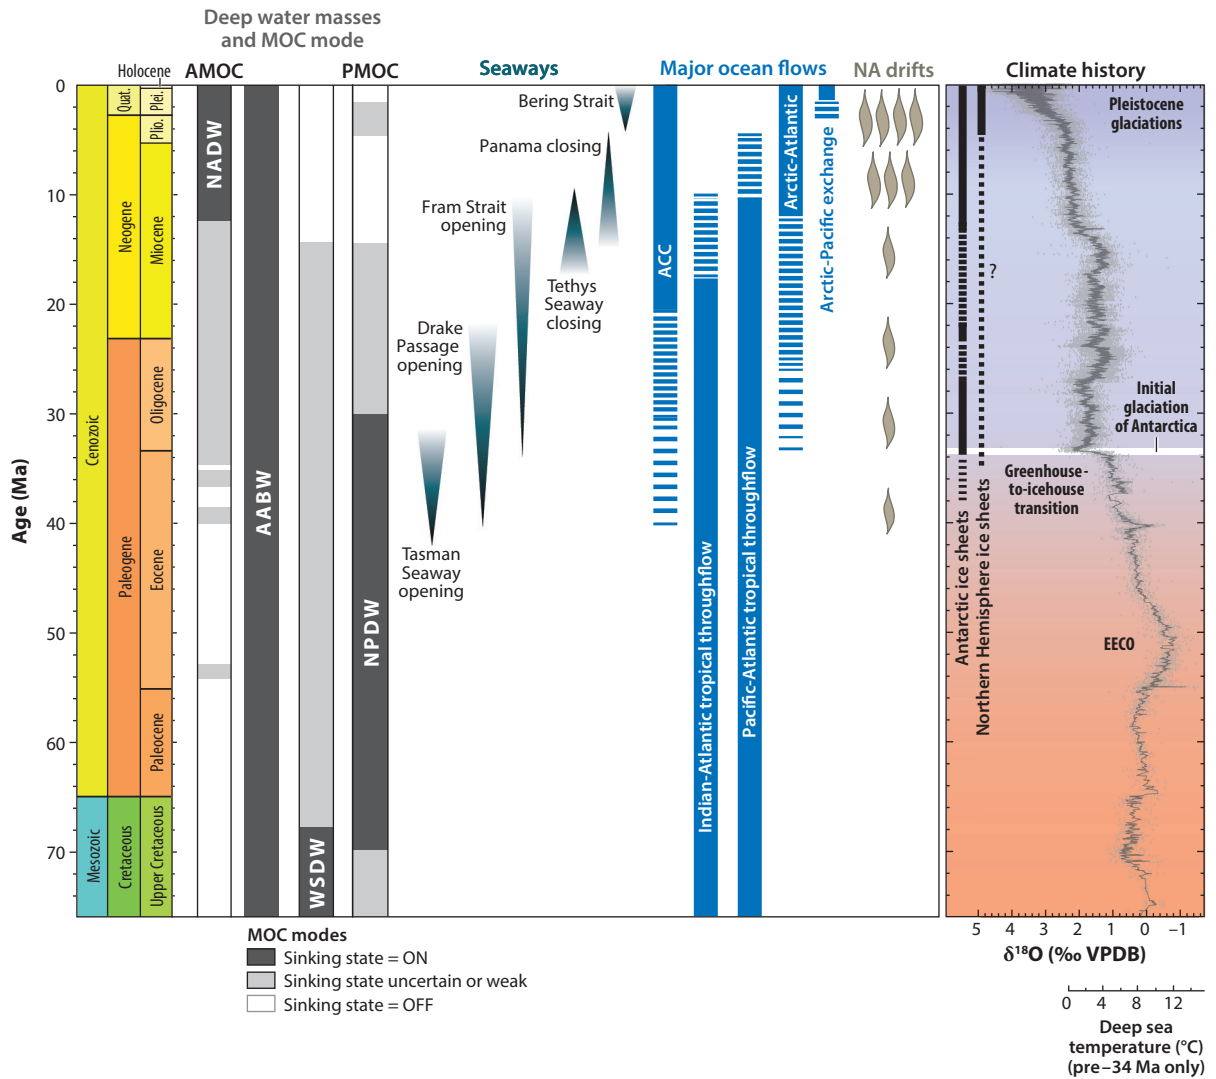 Deep water masses
and MOC mode
Holocene
AMOC
PMOC
Seaways
Major ocean flows
NA drifts
Climate history
Age (Ma)
0
10
20
30
40
50
60
70
Cenozoic
Mesozoic
Quat.
Neogene
Paleogene
Cretaceous
Plei.
Plio.
Miocene
Oligocene
Eocene
Paleocene
Upper Cretaceous
NADW
AABW
WSDW
NPDW
Bering Strait
Panama closing
Fram Strait
opening
Tethys
Seaway
closing
Drake
Passage
opening
Tasman
Seaway
opening
ACC
Indian-Atlantic tropical throughflow
Pacific-Atlantic tropical throughflow
Arctic-Atlantic
Arctic-Pacific exchange
Antarctic ice sheets
Northern Hemisphere ice sheets
?
Pleistocene
glaciations
Initial
glaciation
of Antarctica
Greenhouse-
to-icehouse
transition
EECO
5 4 3 2 1 0 −1
δ18O (‰ VPDB)
0 4 8 12
Deep sea
temperature (°C)
(pre–34 Ma only)
MOC modes
Sinking state = ON
Sinking state uncertain or weak
Sinking state = OFF